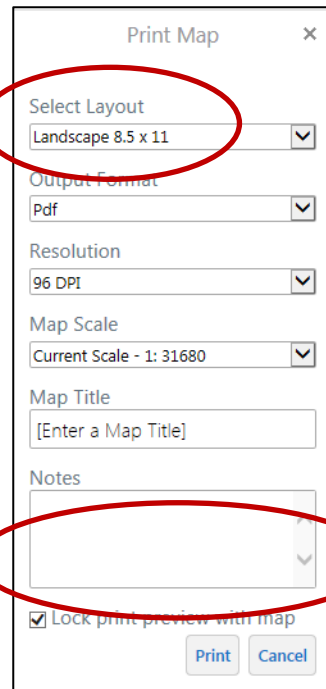 Print Map ×
Select Layout
Landscape 8.5 x 11
Output Format
Pdf
Resolution
96 DPI
Map Scale
Current Scale - 1: 31680
Map Title
[Enter a Map Title]
Notes
Lock print preview with map
Print Cancel